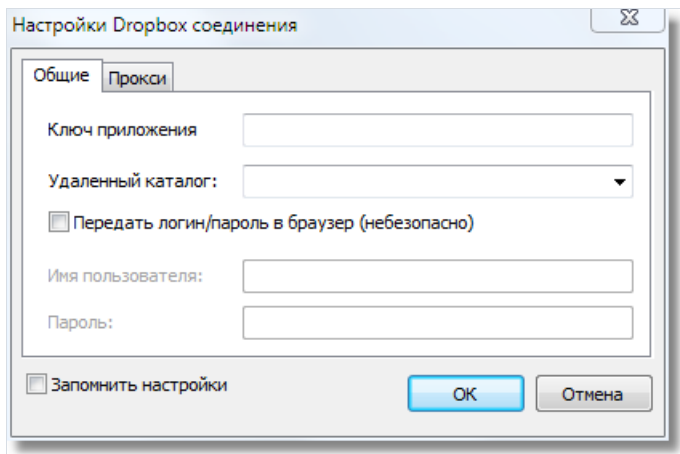 Настройки Dropbox соединения
Общие Прокси
Ключ приложения
Удаленный каталог:
Передать логин/пароль в браузер (небезопасно)
Имя пользователя:
Пароль:
Запомнить настройки OK Отмена